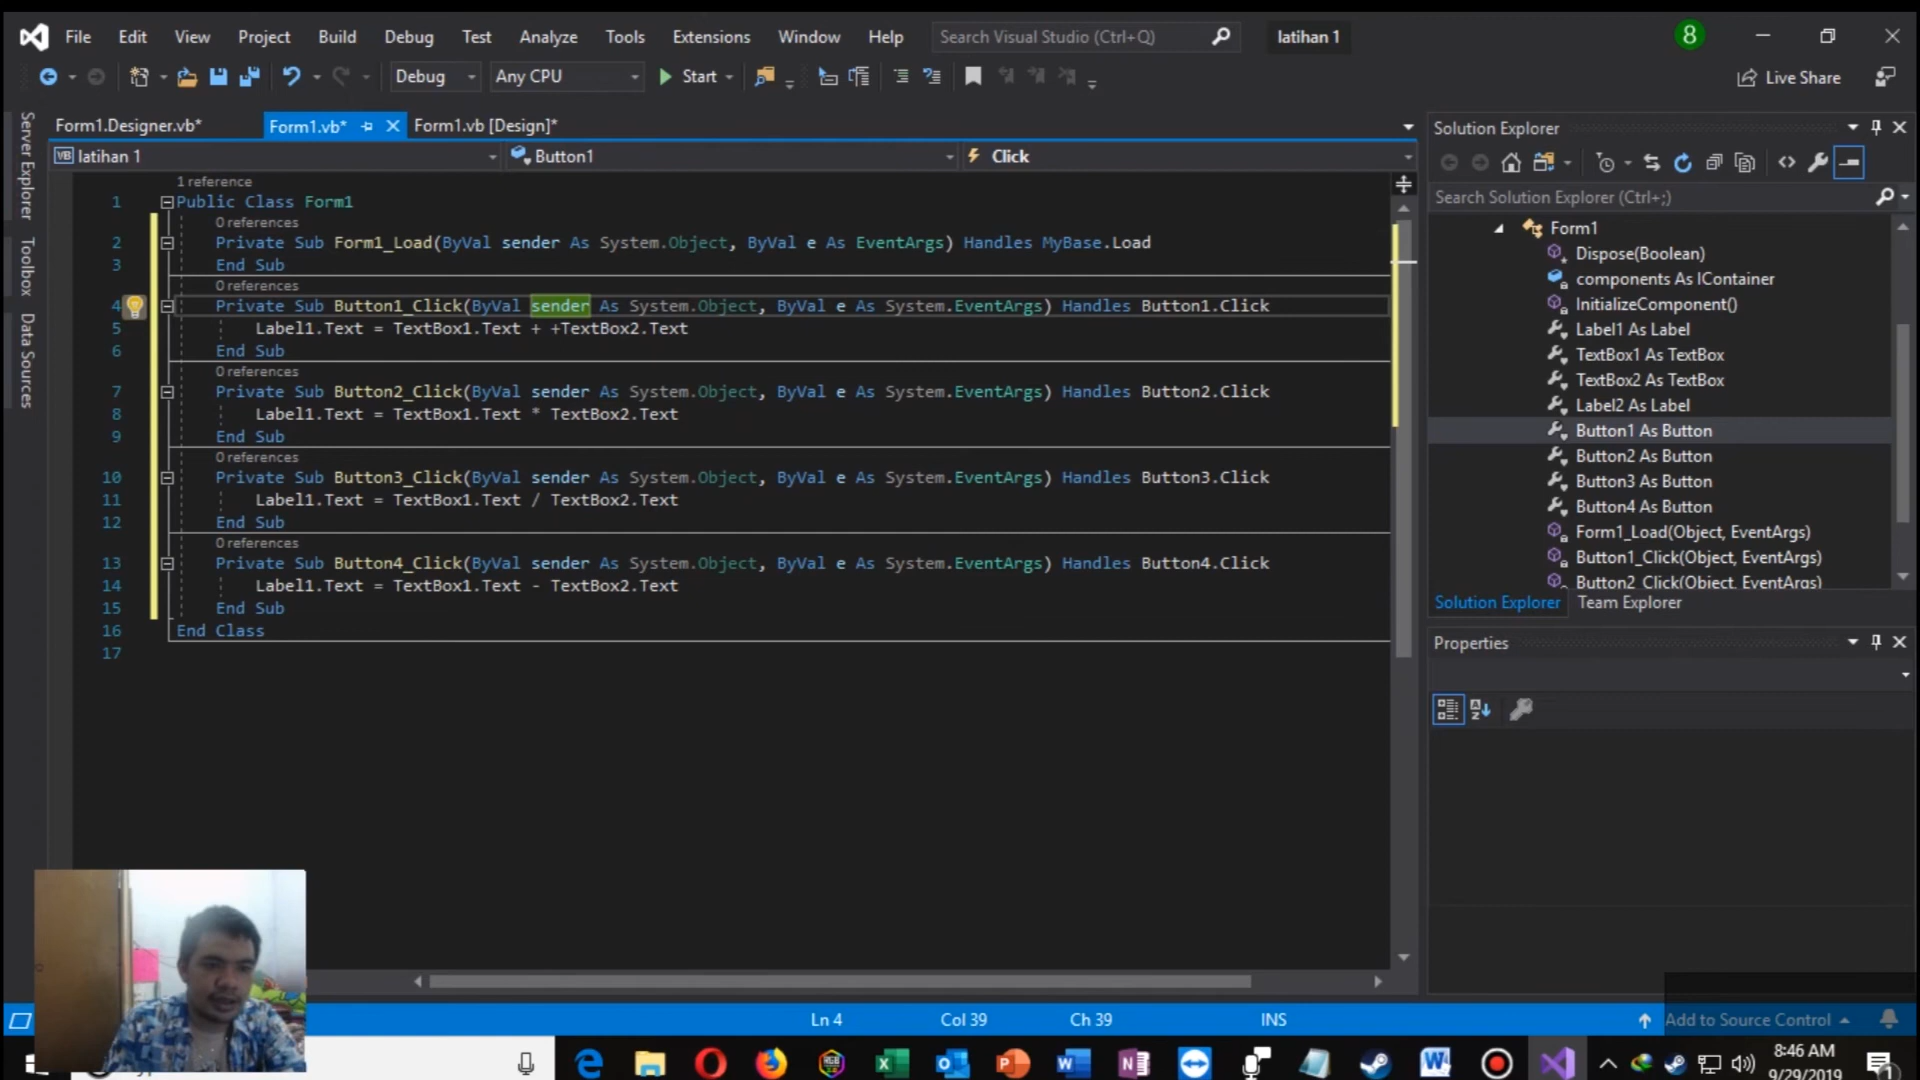 File Edit View Project Build Debug Test Analyze Tools Extensions Window Help Search Visual Studio (Ctrl+Q) latihan 1 8
Debug Any CPU Start Live Share
Form1.Designer.vb* Form1.vb* Form1.vb [Design]*
VB latihan 1 Button1 Click
Server Explorer
Toolbox
Data Sources
1 reference
1 Public Class Form1
0 references
2 Private Sub Form1_Load(ByVal sender As System.Object, ByVal e As EventArgs) Handles MyBase.Load
3 End Sub
0 references
4 Private Sub Button1_Click(ByVal sender As System.Object, ByVal e As System.EventArgs) Handles Button1.Click
5 Label1.Text = TextBox1.Text + +TextBox2.Text
6 End Sub
0 references
7 Private Sub Button2_Click(ByVal sender As System.Object, ByVal e As System.EventArgs) Handles Button2.Click
8 Label1.Text = TextBox1.Text * TextBox2.Text
9 End Sub
0 references
10 Private Sub Button3_Click(ByVal sender As System.Object, ByVal e As System.EventArgs) Handles Button3.Click
11 Label1.Text = TextBox1.Text / TextBox2.Text
12 End Sub
0 references
13 Private Sub Button4_Click(ByVal sender As System.Object, ByVal e As System.EventArgs) Handles Button4.Click
14 Label1.Text = TextBox1.Text - TextBox2.Text
15 End Sub
16 End Class
17
Solution Explorer
Search Solution Explorer (Ctrl+;)
Form1
Dispose(Boolean)
components As IContainer
InitializeComponent()
Label1 As Label
TextBox1 As TextBox
TextBox2 As TextBox
Label2 As Label
Button1 As Button
Button2 As Button
Button3 As Button
Button4 As Button
Form1_Load(Object, EventArgs)
Button1_Click(Object, EventArgs)
Button2_Click(Object, EventArgs)
Solution Explorer Team Explorer
Properties
Ln 4 Col 39 Ch 39 INS Add to Source Control
8:46 AM
9/29/2019